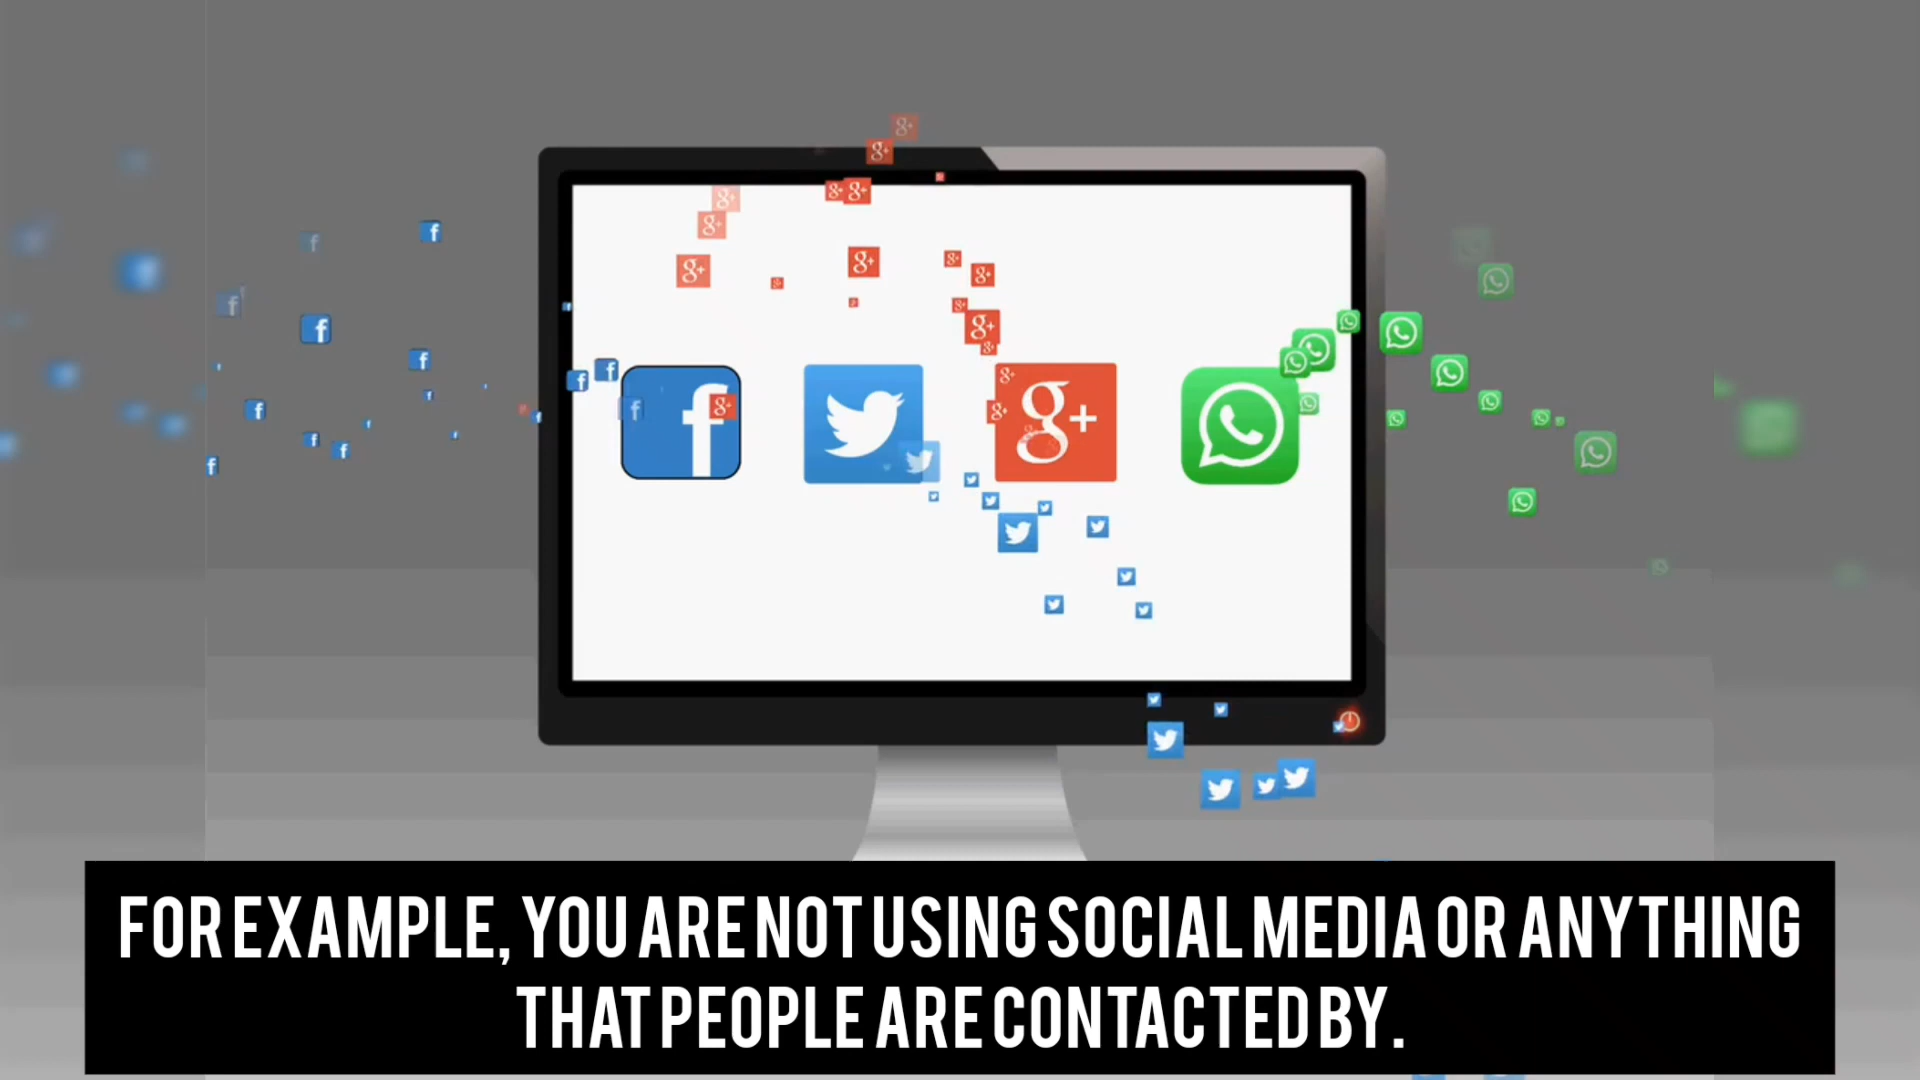 FOR EXAMPLE, YOU ARE NOT USING SOCIAL MEDIA OR ANYTHING
THAT PEOPLE ARE CONTACTED BY.